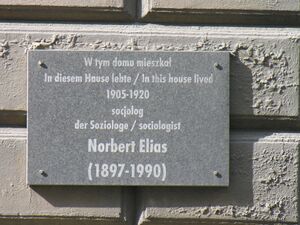 W tym domu mieszkał
In diesem Hause lebte / In this house lived
1905-1920
socjolog
der Soziologe / sociologist
Norbert Elias
(1897-1990)